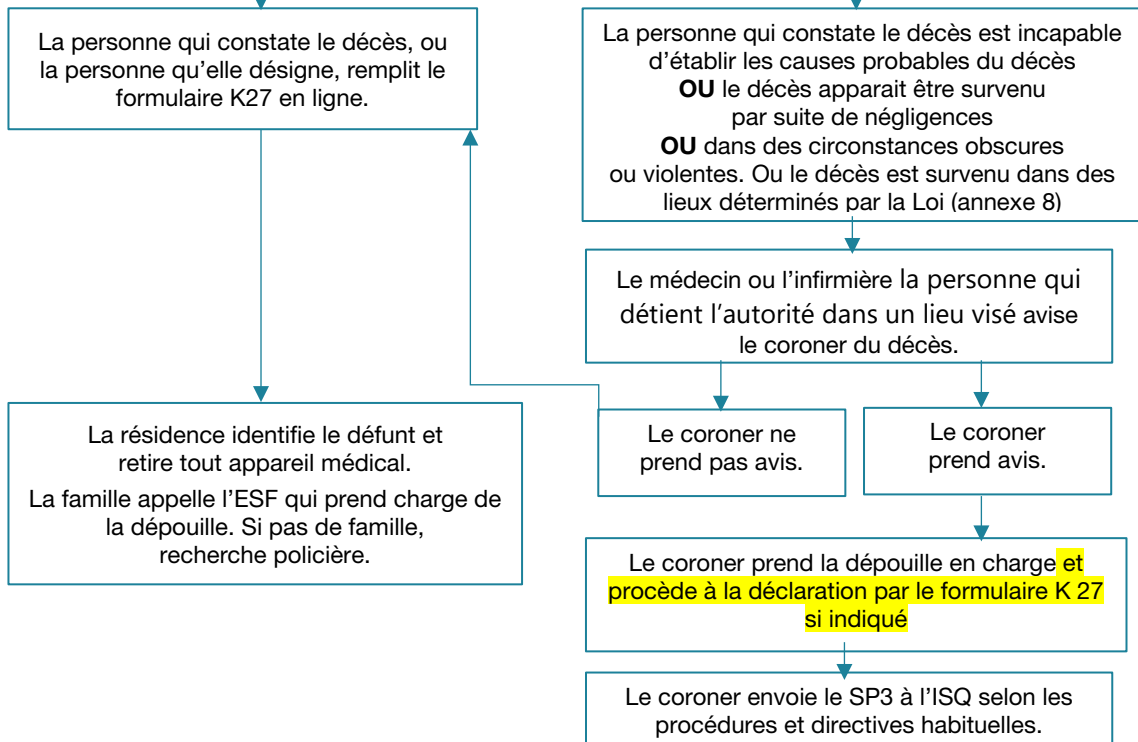 La personne qui constate le décès, ou
la personne qu'elle désigne, remplit le
formulaire K27 en ligne.
La résidence identifie le défunt et
retire tout appareil médical.
La famille appelle l'ESF qui prend charge de
la dépouille. Si pas de famille,
recherche policière.
La personne qui constate le décès est incapable
d'établir les causes probables du décès
OU le décès apparait être survenu
par suite de négligences
OU dans des circonstances obscures
ou violentes. Ou le décès est survenu dans des
lieux déterminés par la Loi (annexe 8)
Le médecin ou l'infirmière la personne qui
détient l'autorité dans un lieu visé avise
le coroner du décès.
Le coroner ne
prend pas avis.
Le coroner
prend avis.
Le coroner prend la dépouille en charge et
procède à la déclaration par le formulaire K 27
si indiqué
Le coroner envoie le SP3 à l'ISQ selon les
procédures et directives habituelles.